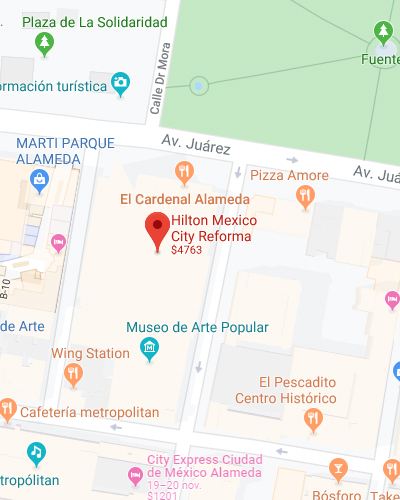 Plaza de La Solidaridad
Calle Dr Mora
Fuente
ormación turística
Av. Juárez
MARTI PARQUE
ALAMEDA
Pizza Amore
Av. Juá
El Cardenal Alameda
Hilton Mexico
City Reforma
$4763
B-10
de Arte
Museo de Arte Popular
Wing Station
El Pescadito
Centro Histórico
Cafetería metropolitan
City Express Ciudad
de México Alameda
19–20 nov.
$1201
tropólitan
Bósforo
Take